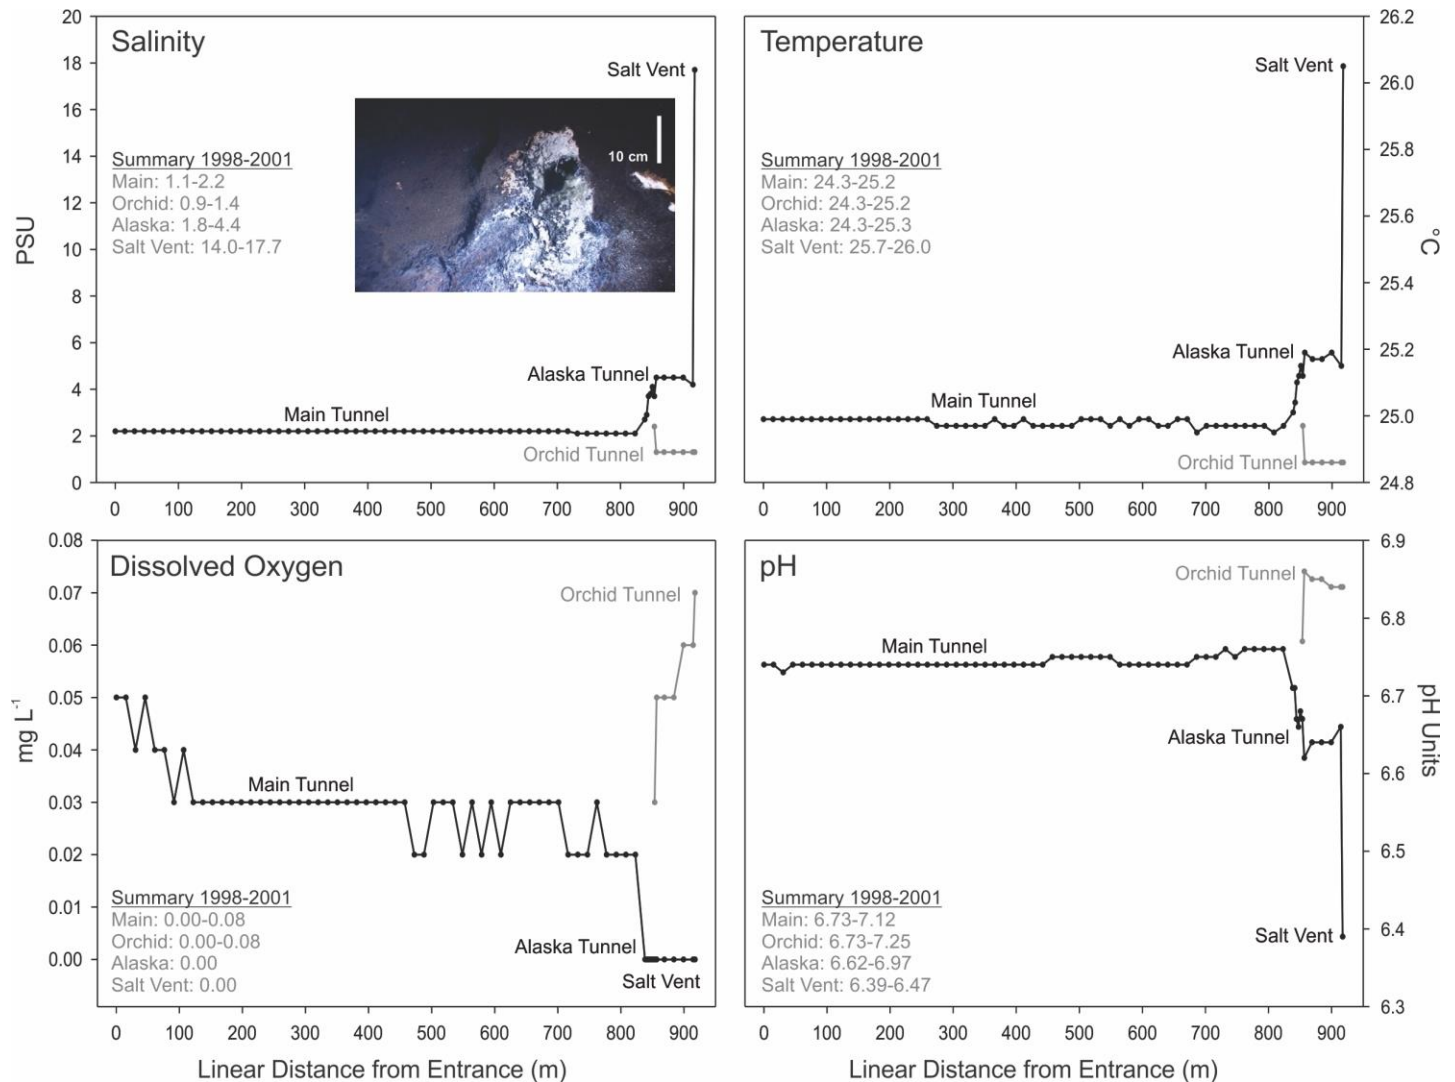 Salinity
PSU
20
18
16
14
12
10
8
6
4
2
0
Salt Vent
10 cm
Summary 1998-2001
Main: 1.1-2.2
Orchid: 0.9-1.4
Alaska: 1.8-4.4
Salt Vent: 14.0-17.7
Alaska Tunnel
Main Tunnel
Orchid Tunnel
0 100 200 300 400 500 600 700 800 900
Temperature
°C
26.2
26.0
25.8
25.6
25.4
25.2
25.0
24.8
Salt Vent
Summary 1998-2001
Main: 24.3-25.2
Orchid: 24.3-25.2
Alaska: 24.3-25.3
Salt Vent: 25.7-26.0
Alaska Tunnel
Main Tunnel
Orchid Tunnel
0 100 200 300 400 500 600 700 800 900
Dissolved Oxygen
mg L-1
0.08
0.07
0.06
0.05
0.04
0.03
0.02
0.01
0.00
Orchid Tunnel
Main Tunnel
Summary 1998-2001
Main: 0.00-0.08
Orchid: 0.00-0.08
Alaska: 0.00
Salt Vent: 0.00
Alaska Tunnel
Salt Vent
0 100 200 300 400 500 600 700 800 900
Linear Distance from Entrance (m)
pH
pH Units
6.9
6.8
6.7
6.6
6.5
6.4
6.3
Orchid Tunnel
Main Tunnel
Alaska Tunnel
Summary 1998-2001
Main: 6.73-7.12
Orchid: 6.73-7.25
Alaska: 6.62-6.97
Salt Vent: 6.39-6.47
Salt Vent
0 100 200 300 400 500 600 700 800 900
Linear Distance from Entrance (m)